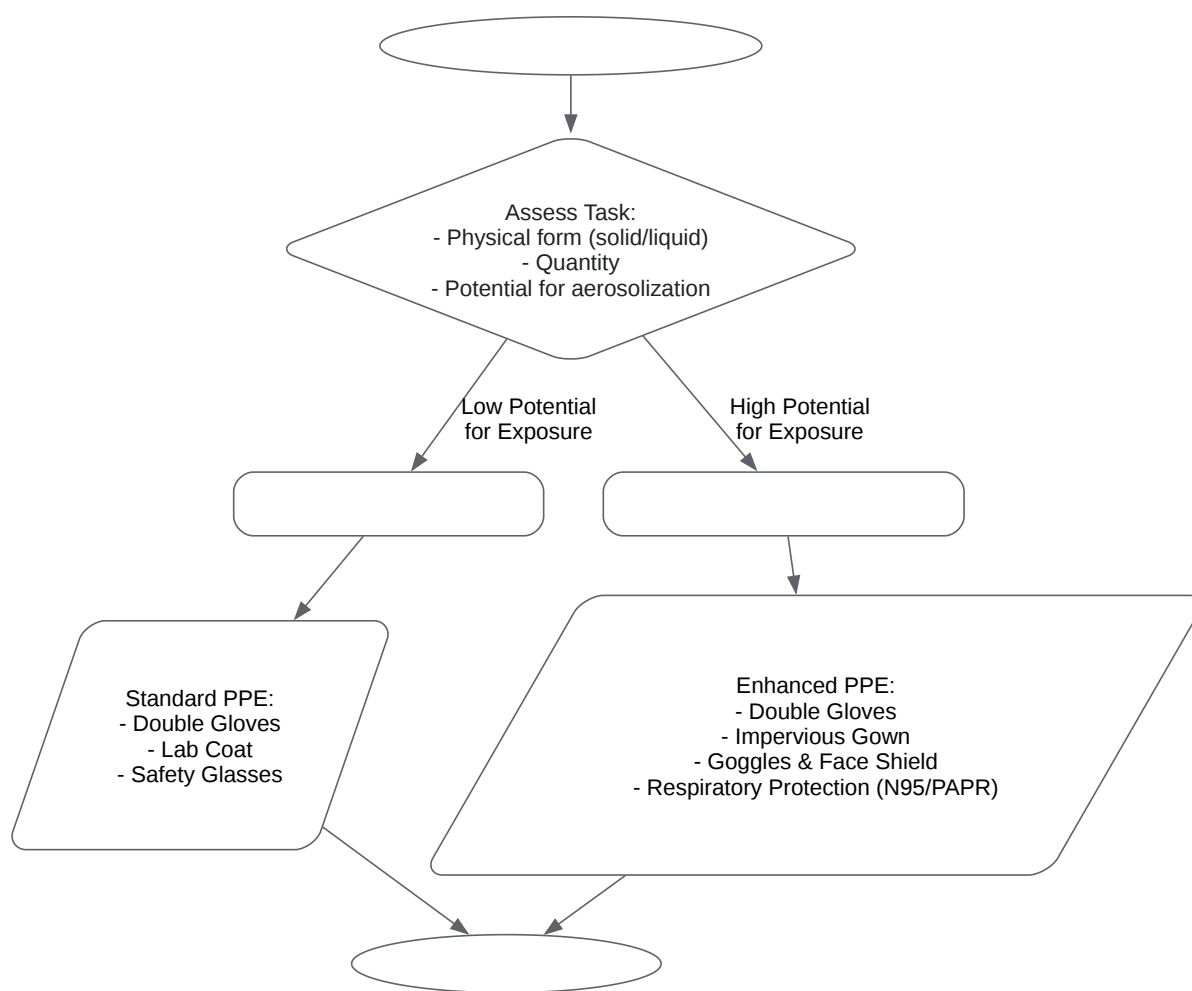 Assess Task:
- Physical form (solid/liquid)
- Quantity
- Potential for aerosolization
Low Potential
for Exposure
High Potential
for Exposure
Standard PPE:
- Double Gloves
- Lab Coat
- Safety Glasses
Enhanced PPE:
- Double Gloves
- Impervious Gown
- Goggles & Face Shield
- Respiratory Protection (N95/PAPR)